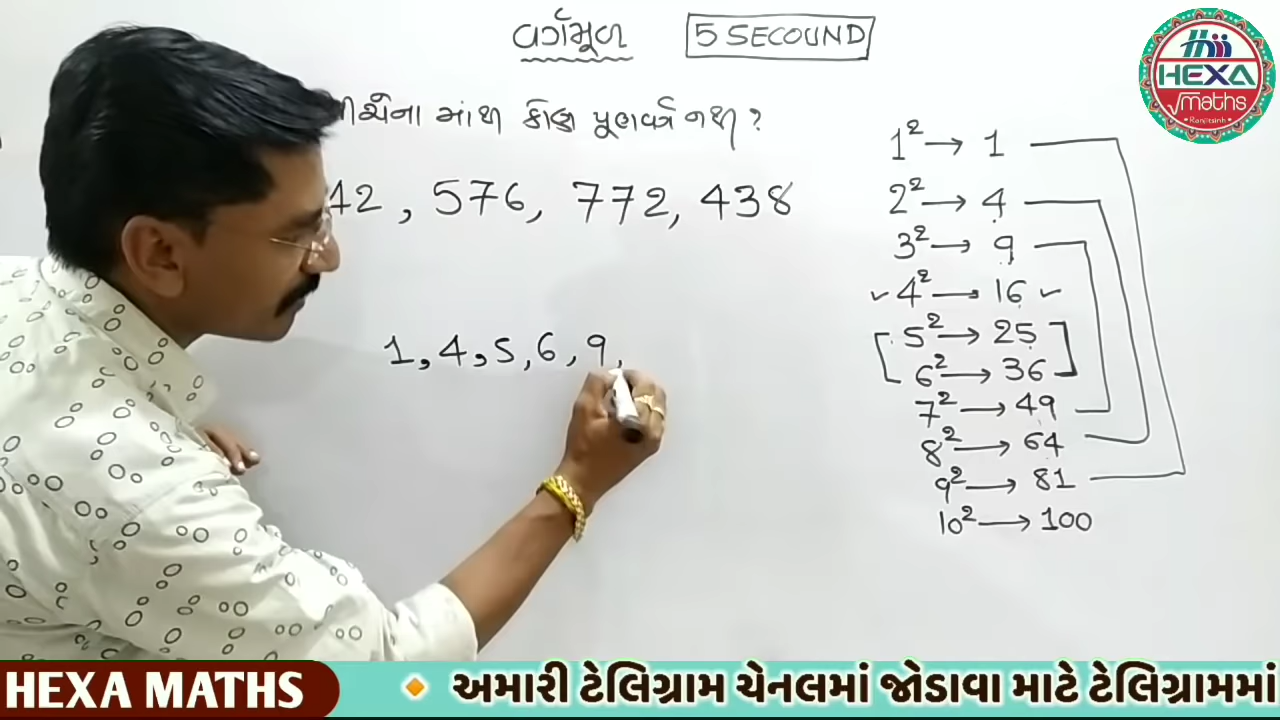 વર્ગમૂળ 5 SECOUND
માંથી કોણ પૂર્ણવર્ગ નથી ?
42, 576, 772, 438
1, 4, 5, 6, 9,
1² → 1
2² → 4
3² → 9
✓ 4² → 16 ✓
[ 5² → 25 ]
6² → 36
7² → 49
8² → 64
9² → 81
10² → 100
HEXA
√maths
Ranjitsinh
HEXA MATHS 🔸 અમારી ટેલિગ્રામ ચેનલમાં જોડાવા માટે ટેલિગ્રામમાં